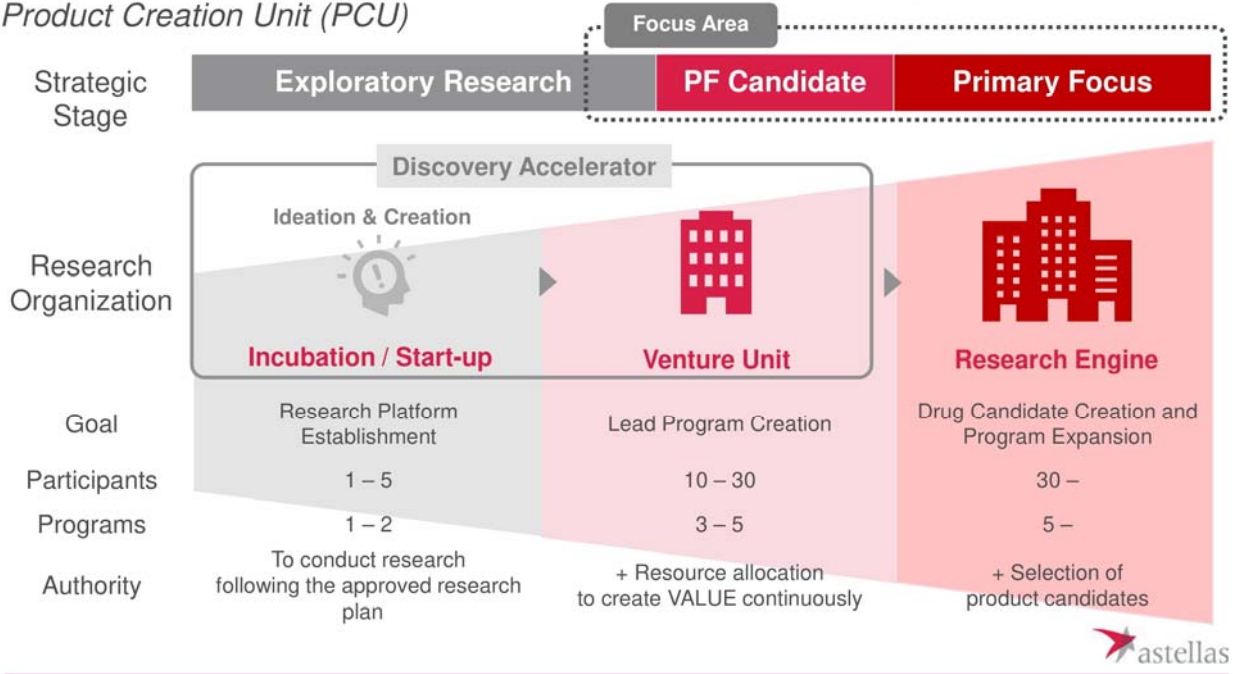 Product Creation Unit (PCU)
Focus Area
Strategic
Stage
Exploratory Research
PF Candidate
Primary Focus
Discovery Accelerator
Ideation & Creation
Research
Organization
Incubation / Start-up
Venture Unit
Research Engine
Goal
Research Platform
Establishment
Lead Program Creation
Drug Candidate Creation and
Program Expansion
Participants
1 – 5
10 – 30
30 –
Programs
1 – 2
3 – 5
5 –
Authority
To conduct research
following the approved research
plan
+ Resource allocation
to create VALUE continuously
+ Selection of
product candidates
astellas